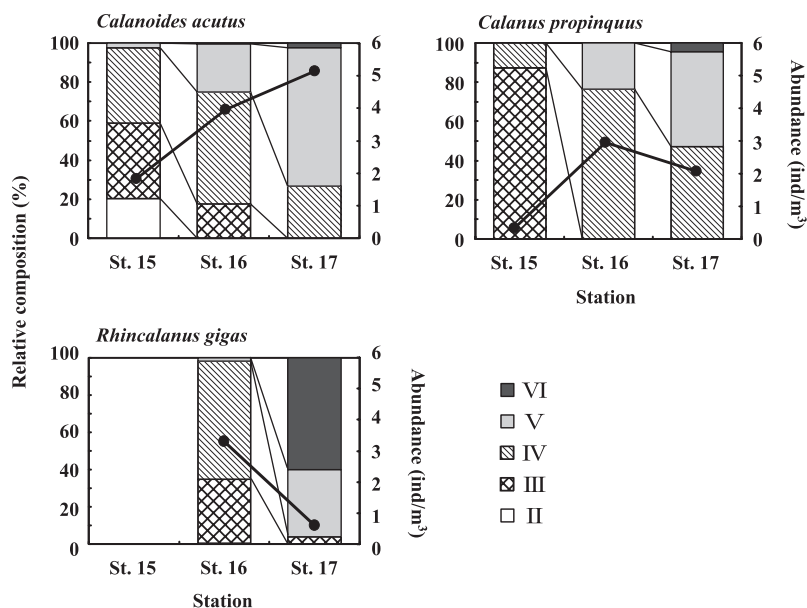 Calanoides acutus
Calanus propinquus
100
80
60
40
20
0
6
5
4
3
2
1
0
St. 15
St. 16
St. 17
100
80
60
40
20
0
6
5
4
3
2
1
0
St. 15
St. 16
St. 17
Station
Abundance (ind/m³)
Relative composition (%)
Rhincalanus gigas
100
80
60
40
20
0
6
5
4
3
2
1
0
St. 15
St. 16
St. 17
Station
Abundance (ind/m³)
VI
V
IV
III
II